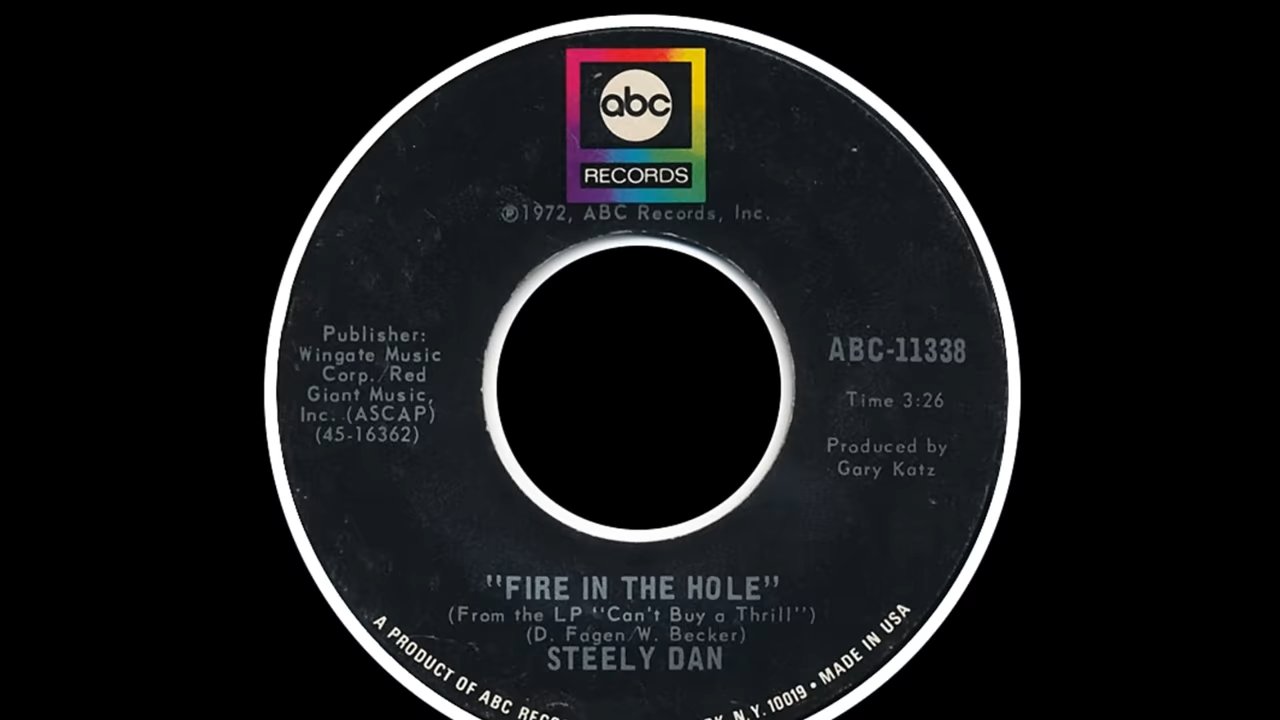 abc
RECORDS
℗1972, ABC Records, Inc.
Publisher:
Wingate Music
Corp./Red
Giant Music,
Inc. (ASCAP)
(45-16362)
ABC-11338
Time 3:26
Produced by
Gary Katz
"FIRE IN THE HOLE"
(From the LP "Can't Buy a Thrill")
(D. Fagen/W. Becker)
STEELY DAN
A PRODUCT OF ABC N.Y. 10019 • MADE IN USA